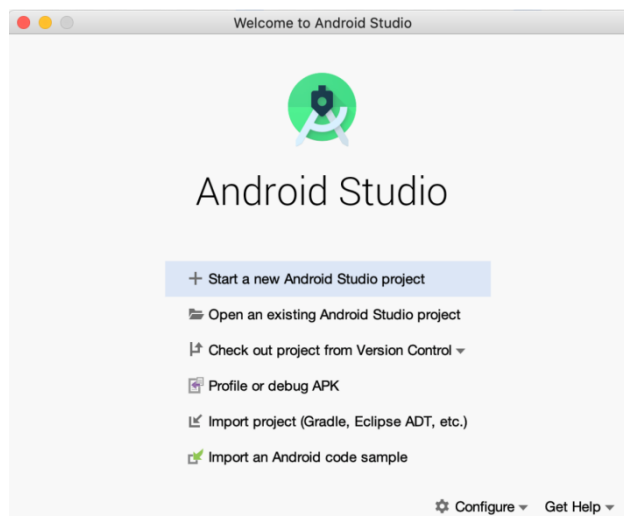 Welcome to Android Studio
Android Studio
Start a new Android Studio project
Open an existing Android Studio project
Check out project from Version Control
Profile or debug APK
Import project (Gradle, Eclipse ADT, etc.)
Import an Android code sample
Configure Get Help